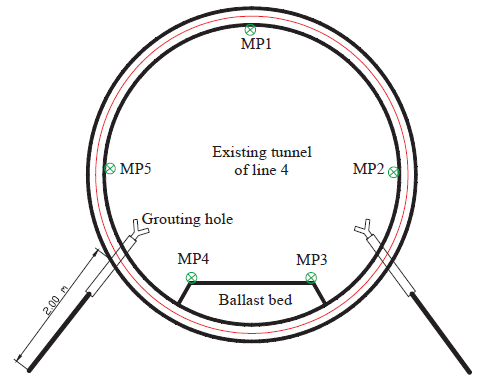 MP1
Existing tunnel
of line 4
MP5
MP2
Grouting hole
MP4
MP3
Ballast bed
2.00 m